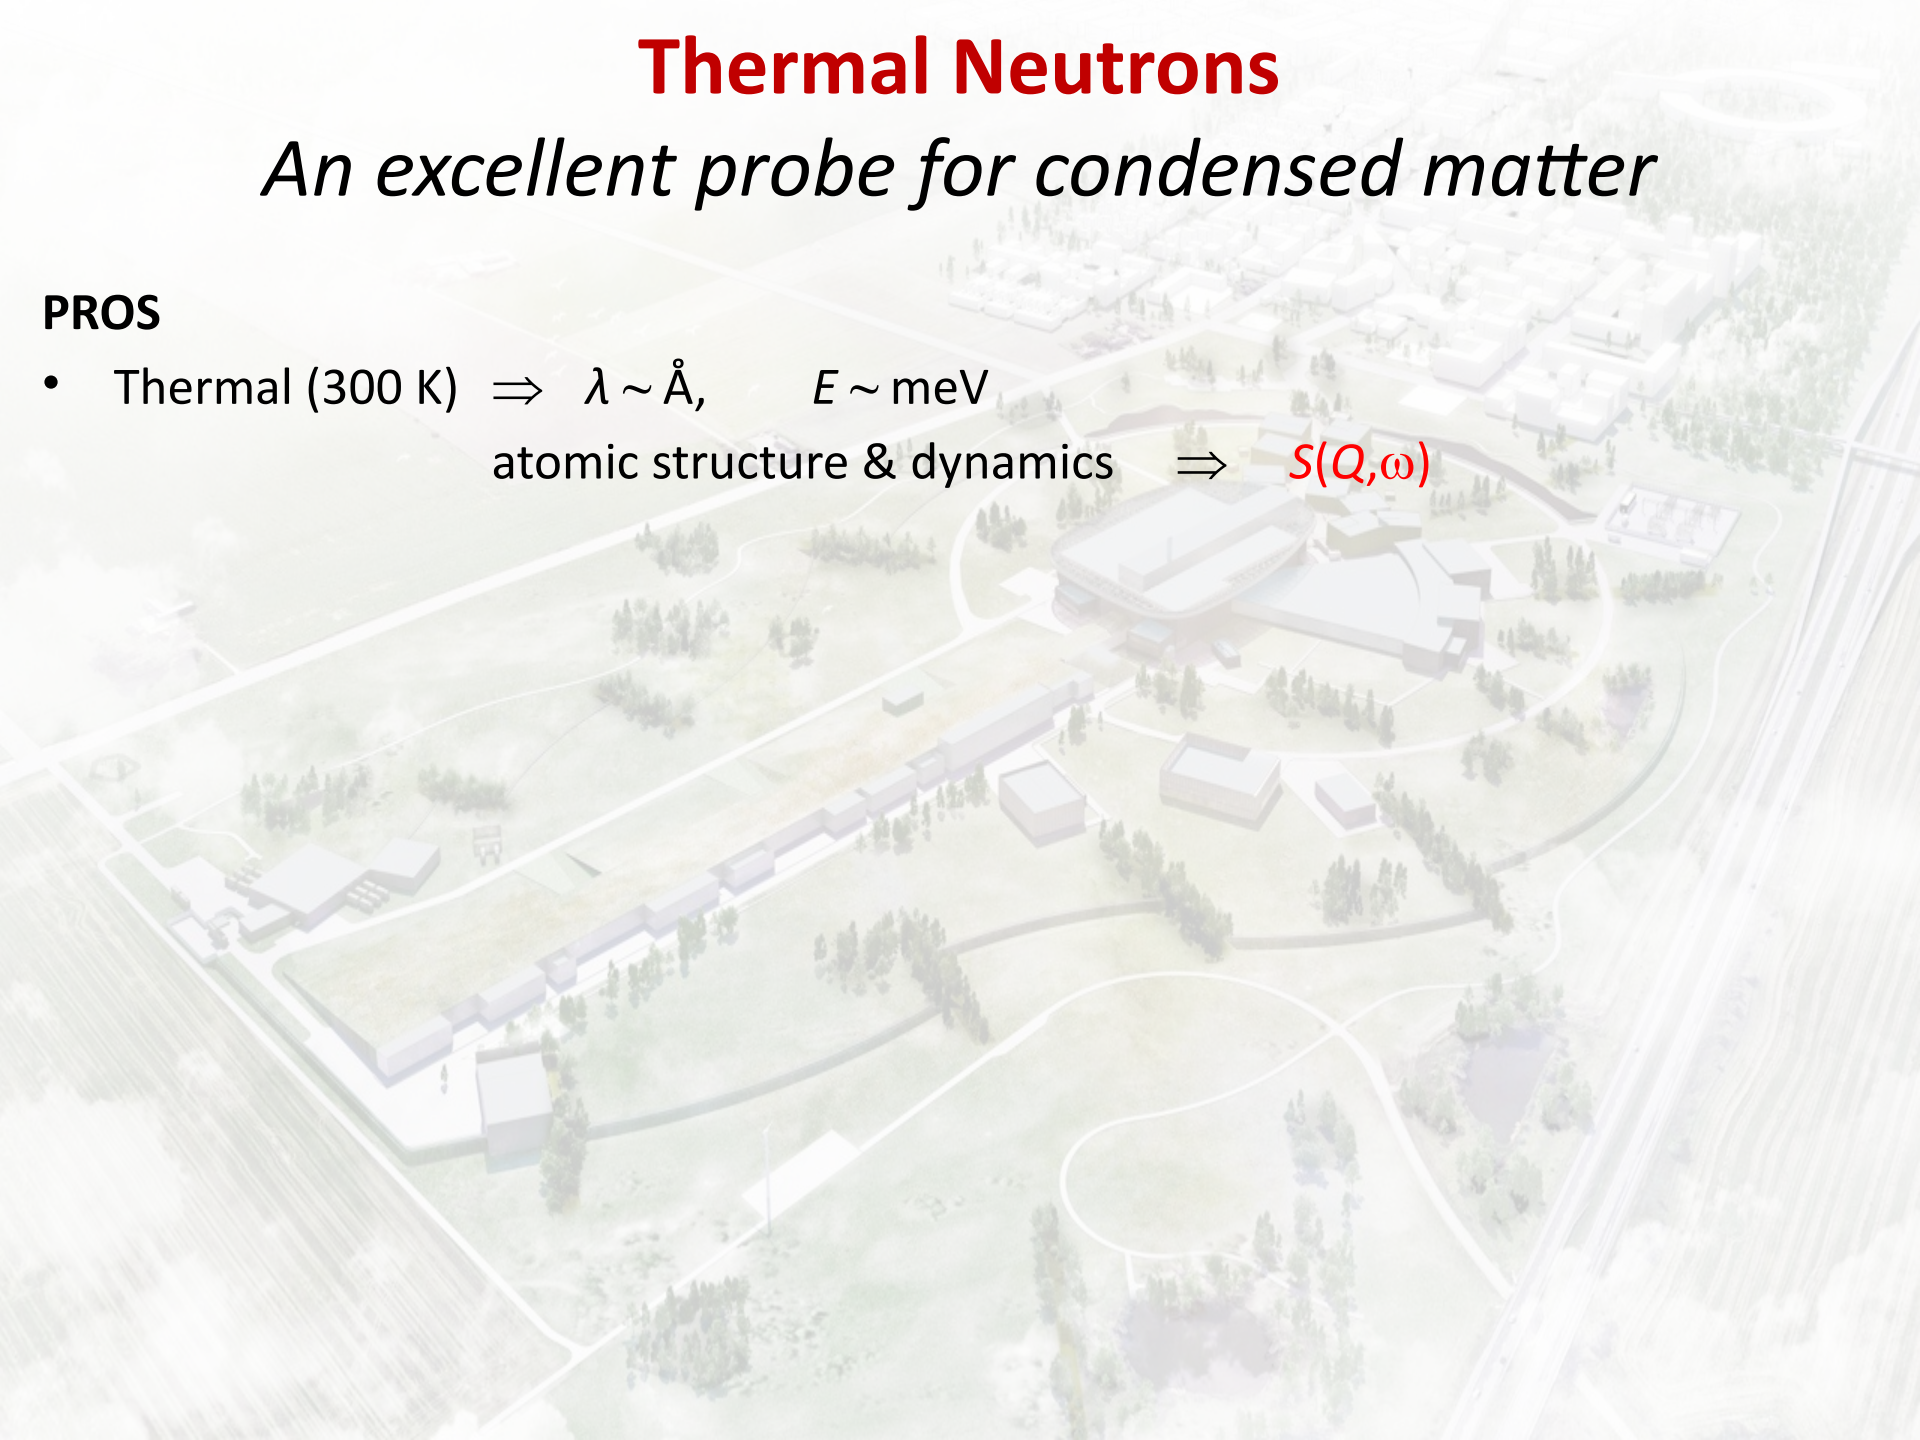 Thermal Neutrons
An excellent probe for condensed matter
PROS
• Thermal (300 K) ⇒ λ ~ Å, E ~ meV
atomic structure & dynamics ⇒ S(Q,ω)